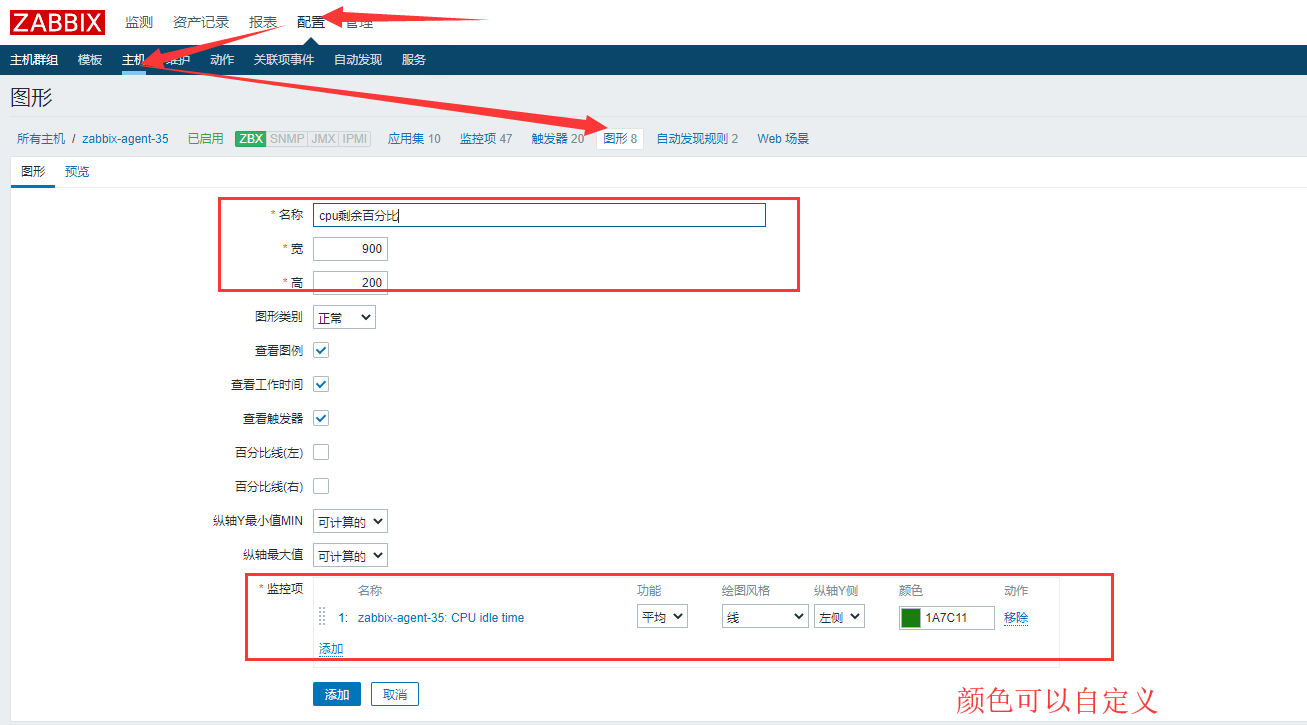 ZABBIX 监测 资产记录 报表 配置 管理
主机群组 模板 主机 维护 动作 关联项事件 自动发现 服务
图形
所有主机 / zabbix-agent-35 已启用 ZBX SNMP JMX IPMI 应用集 10 监控项 47 触发器 20 图形 8 自动发现规则 2 Web 场景
图形 预览
* 名称 cpu剩余百分比
* 宽 900
* 高 200
图形类别 正常
查看图例
查看工作时间
查看触发器
百分比线(左)
百分比线(右)
纵轴Y最小值MIN 可计算的
纵轴最大值 可计算的
* 监控项 名称 功能 绘图风格 纵轴Y侧 颜色 动作
1: zabbix-agent-35: CPU idle time 平均 线 左侧 1A7C11 移除
添加
添加 取消
颜色可以自定义